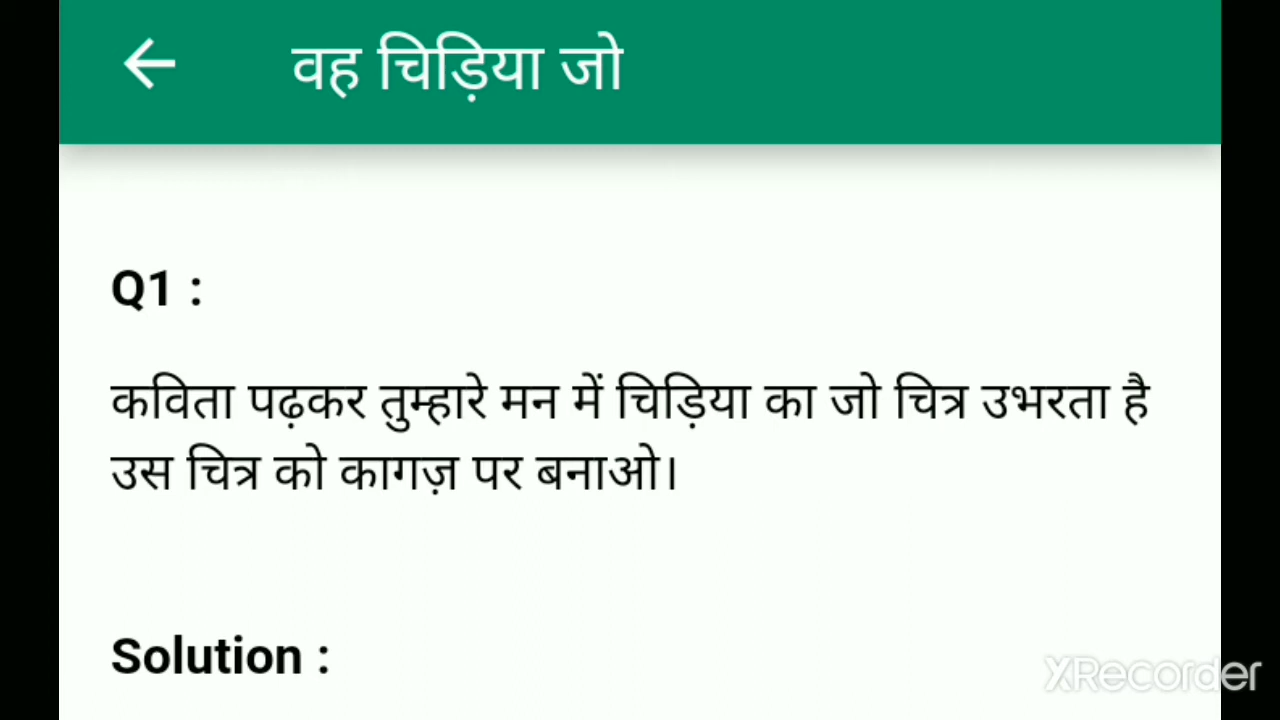 वह चिड़िया जो
Q1 :
कविता पढ़कर तुम्हारे मन में चिड़िया का जो चित्र उभरता है
उस चित्र को कागज़ पर बनाओ।
Solution :
XRecorder